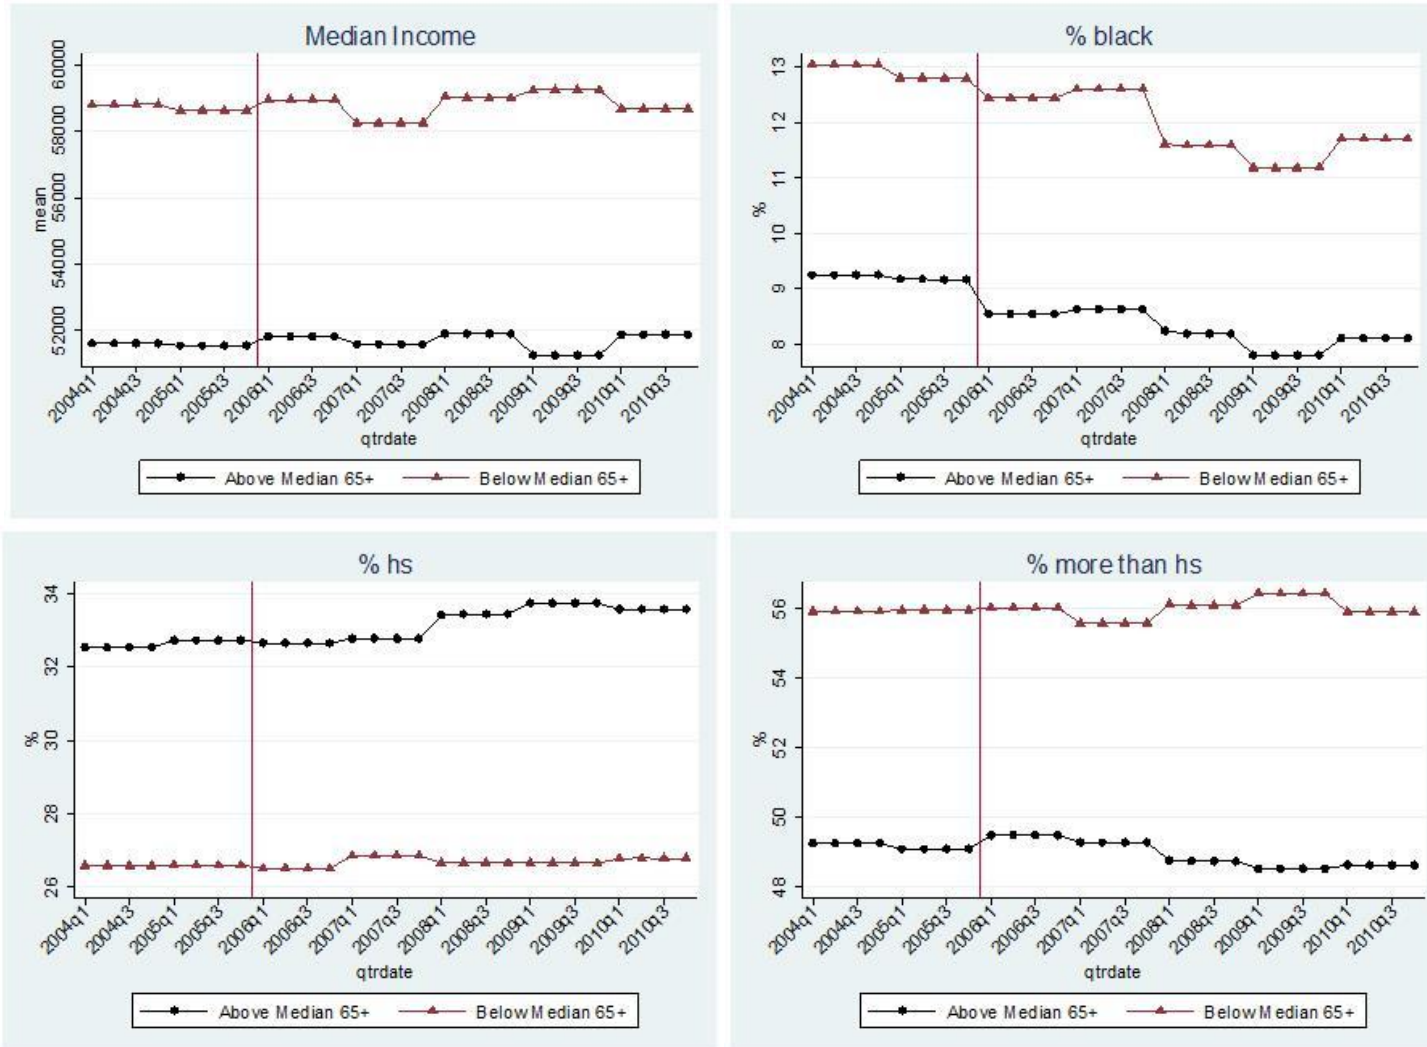 Median Income
mean
60000
58000
56000
54000
52000
2004q1 2004q3 2005q1 2005q3 2006q1 2006q3 2007q1 2007q3 2008q1 2008q3 2009q1 2009q3 2010q1 2010q3
qtrdate
Above Median 65+ Below Median 65+
% black
%
13
12
11
10
9
8
2004q1 2004q3 2005q1 2005q3 2006q1 2006q3 2007q1 2007q3 2008q1 2008q3 2009q1 2009q3 2010q1 2010q3
qtrdate
Above Median 65+ Below Median 65+
% hs
%
34
32
30
28
26
2004q1 2004q3 2005q1 2005q3 2006q1 2006q3 2007q1 2007q3 2008q1 2008q3 2009q1 2009q3 2010q1 2010q3
qtrdate
Above Median 65+ Below Median 65+
% more than hs
%
56
54
52
50
48
2004q1 2004q3 2005q1 2005q3 2006q1 2006q3 2007q1 2007q3 2008q1 2008q3 2009q1 2009q3 2010q1 2010q3
qtrdate
Above Median 65+ Below Median 65+